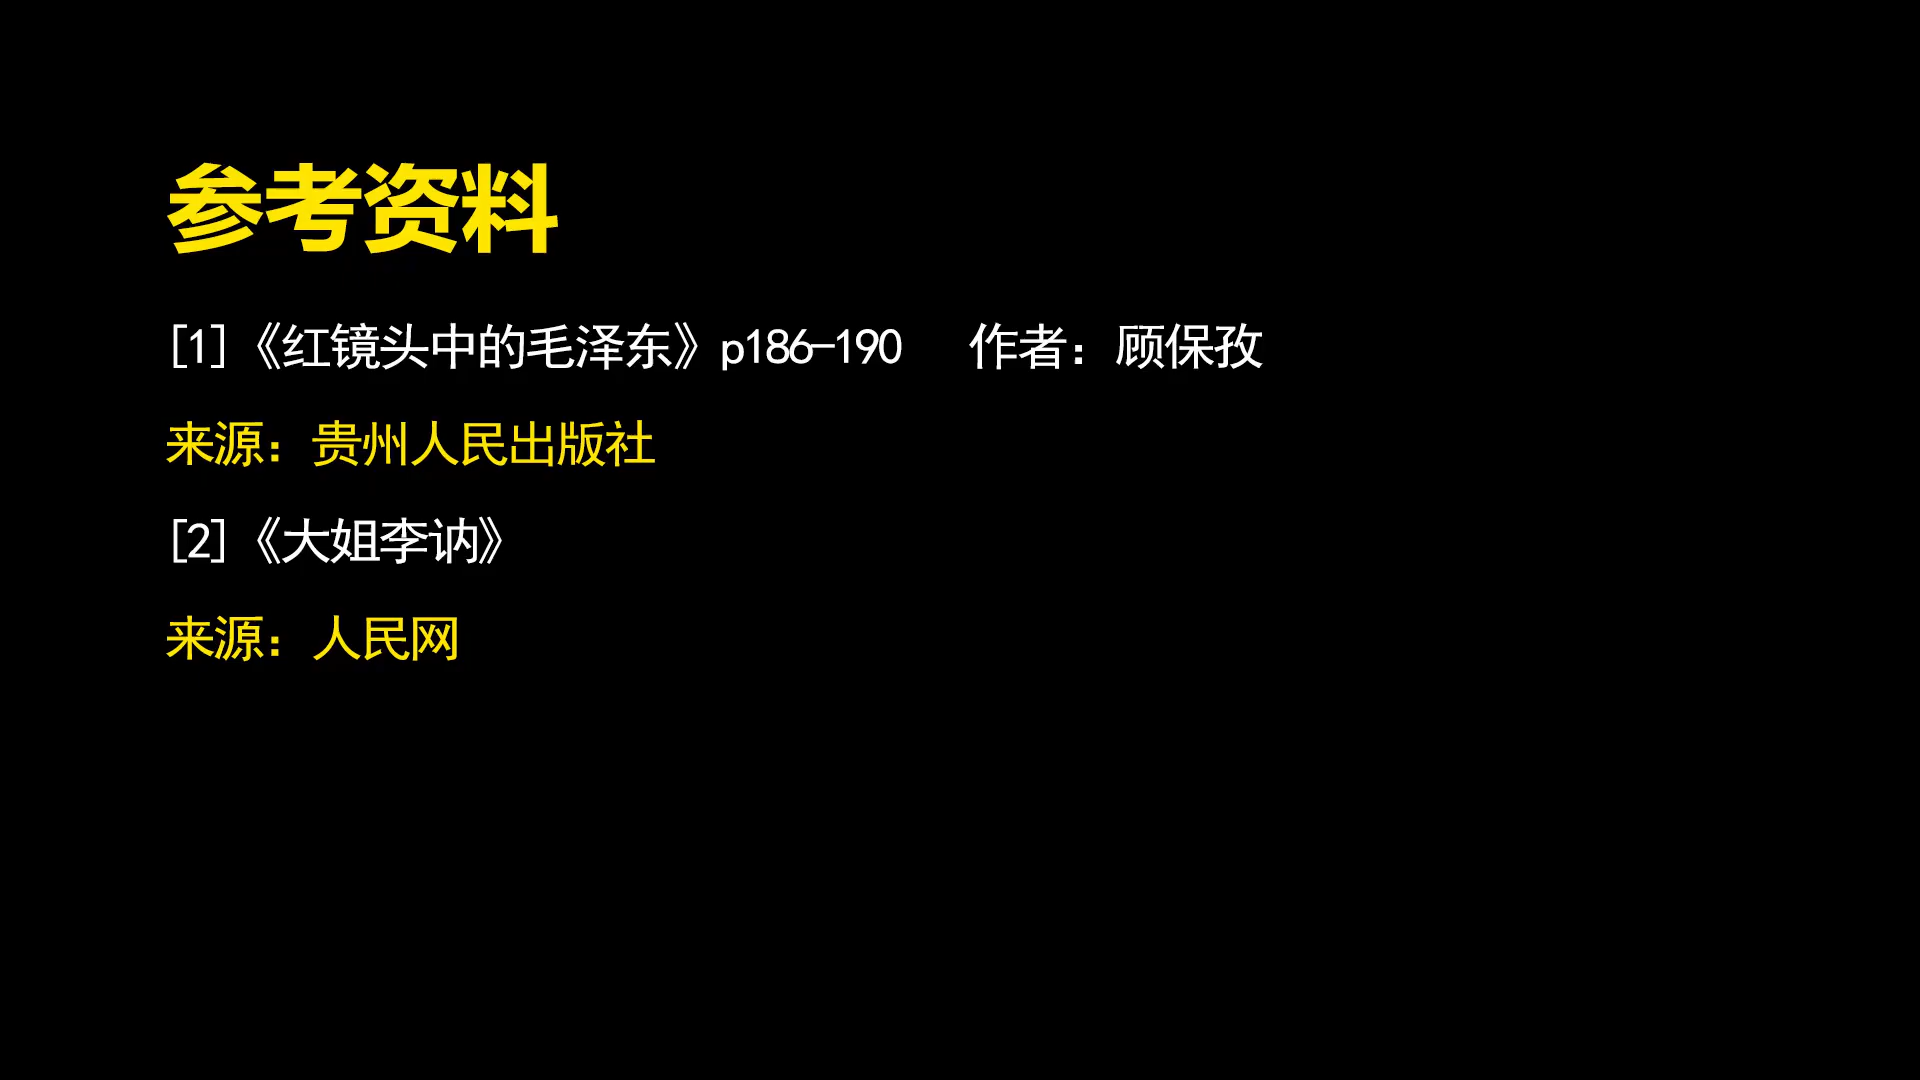 参考资料
[1]《红镜头中的毛泽东》p186-190 作者：顾保孜
来源：贵州人民出版社
[2]《大姐李讷》
来源：人民网